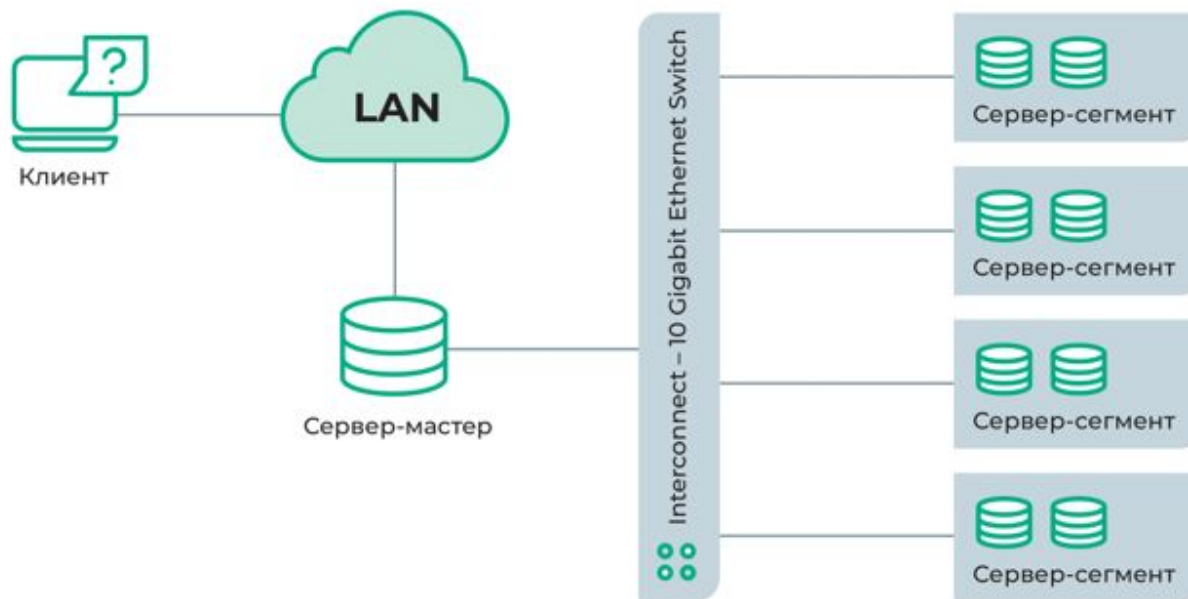 ?
LAN
Клиент
Сервер-мастер
Interconnect – 10 Gigabit Ethernet Switch
Сервер-сегмент
Сервер-сегмент
Сервер-сегмент
Сервер-сегмент